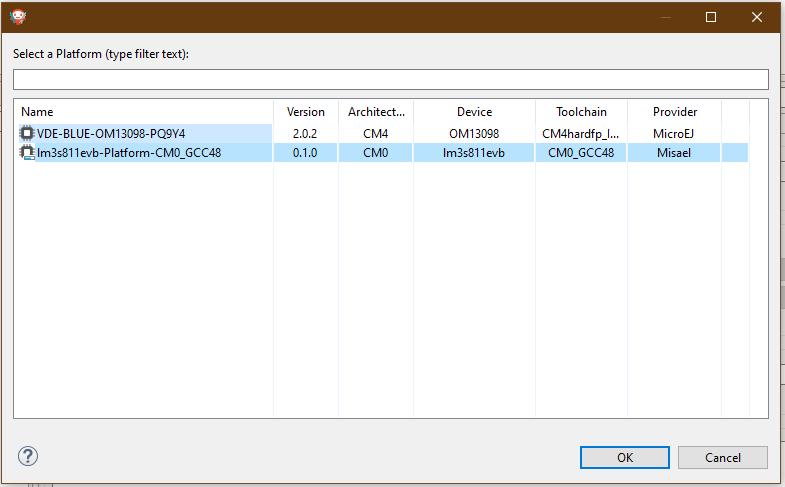 Select a Platform (type filter text):
Name Version Architect... Device Toolchain Provider
VDE-BLUE-OM13098-PQ9Y4 2.0.2 CM4 OM13098 CM4hardfp_I... MicroEJ
lm3s811evb-Platform-CM0_GCC48 0.1.0 CM0 lm3s811evb CM0_GCC48 Misael
? OK Cancel